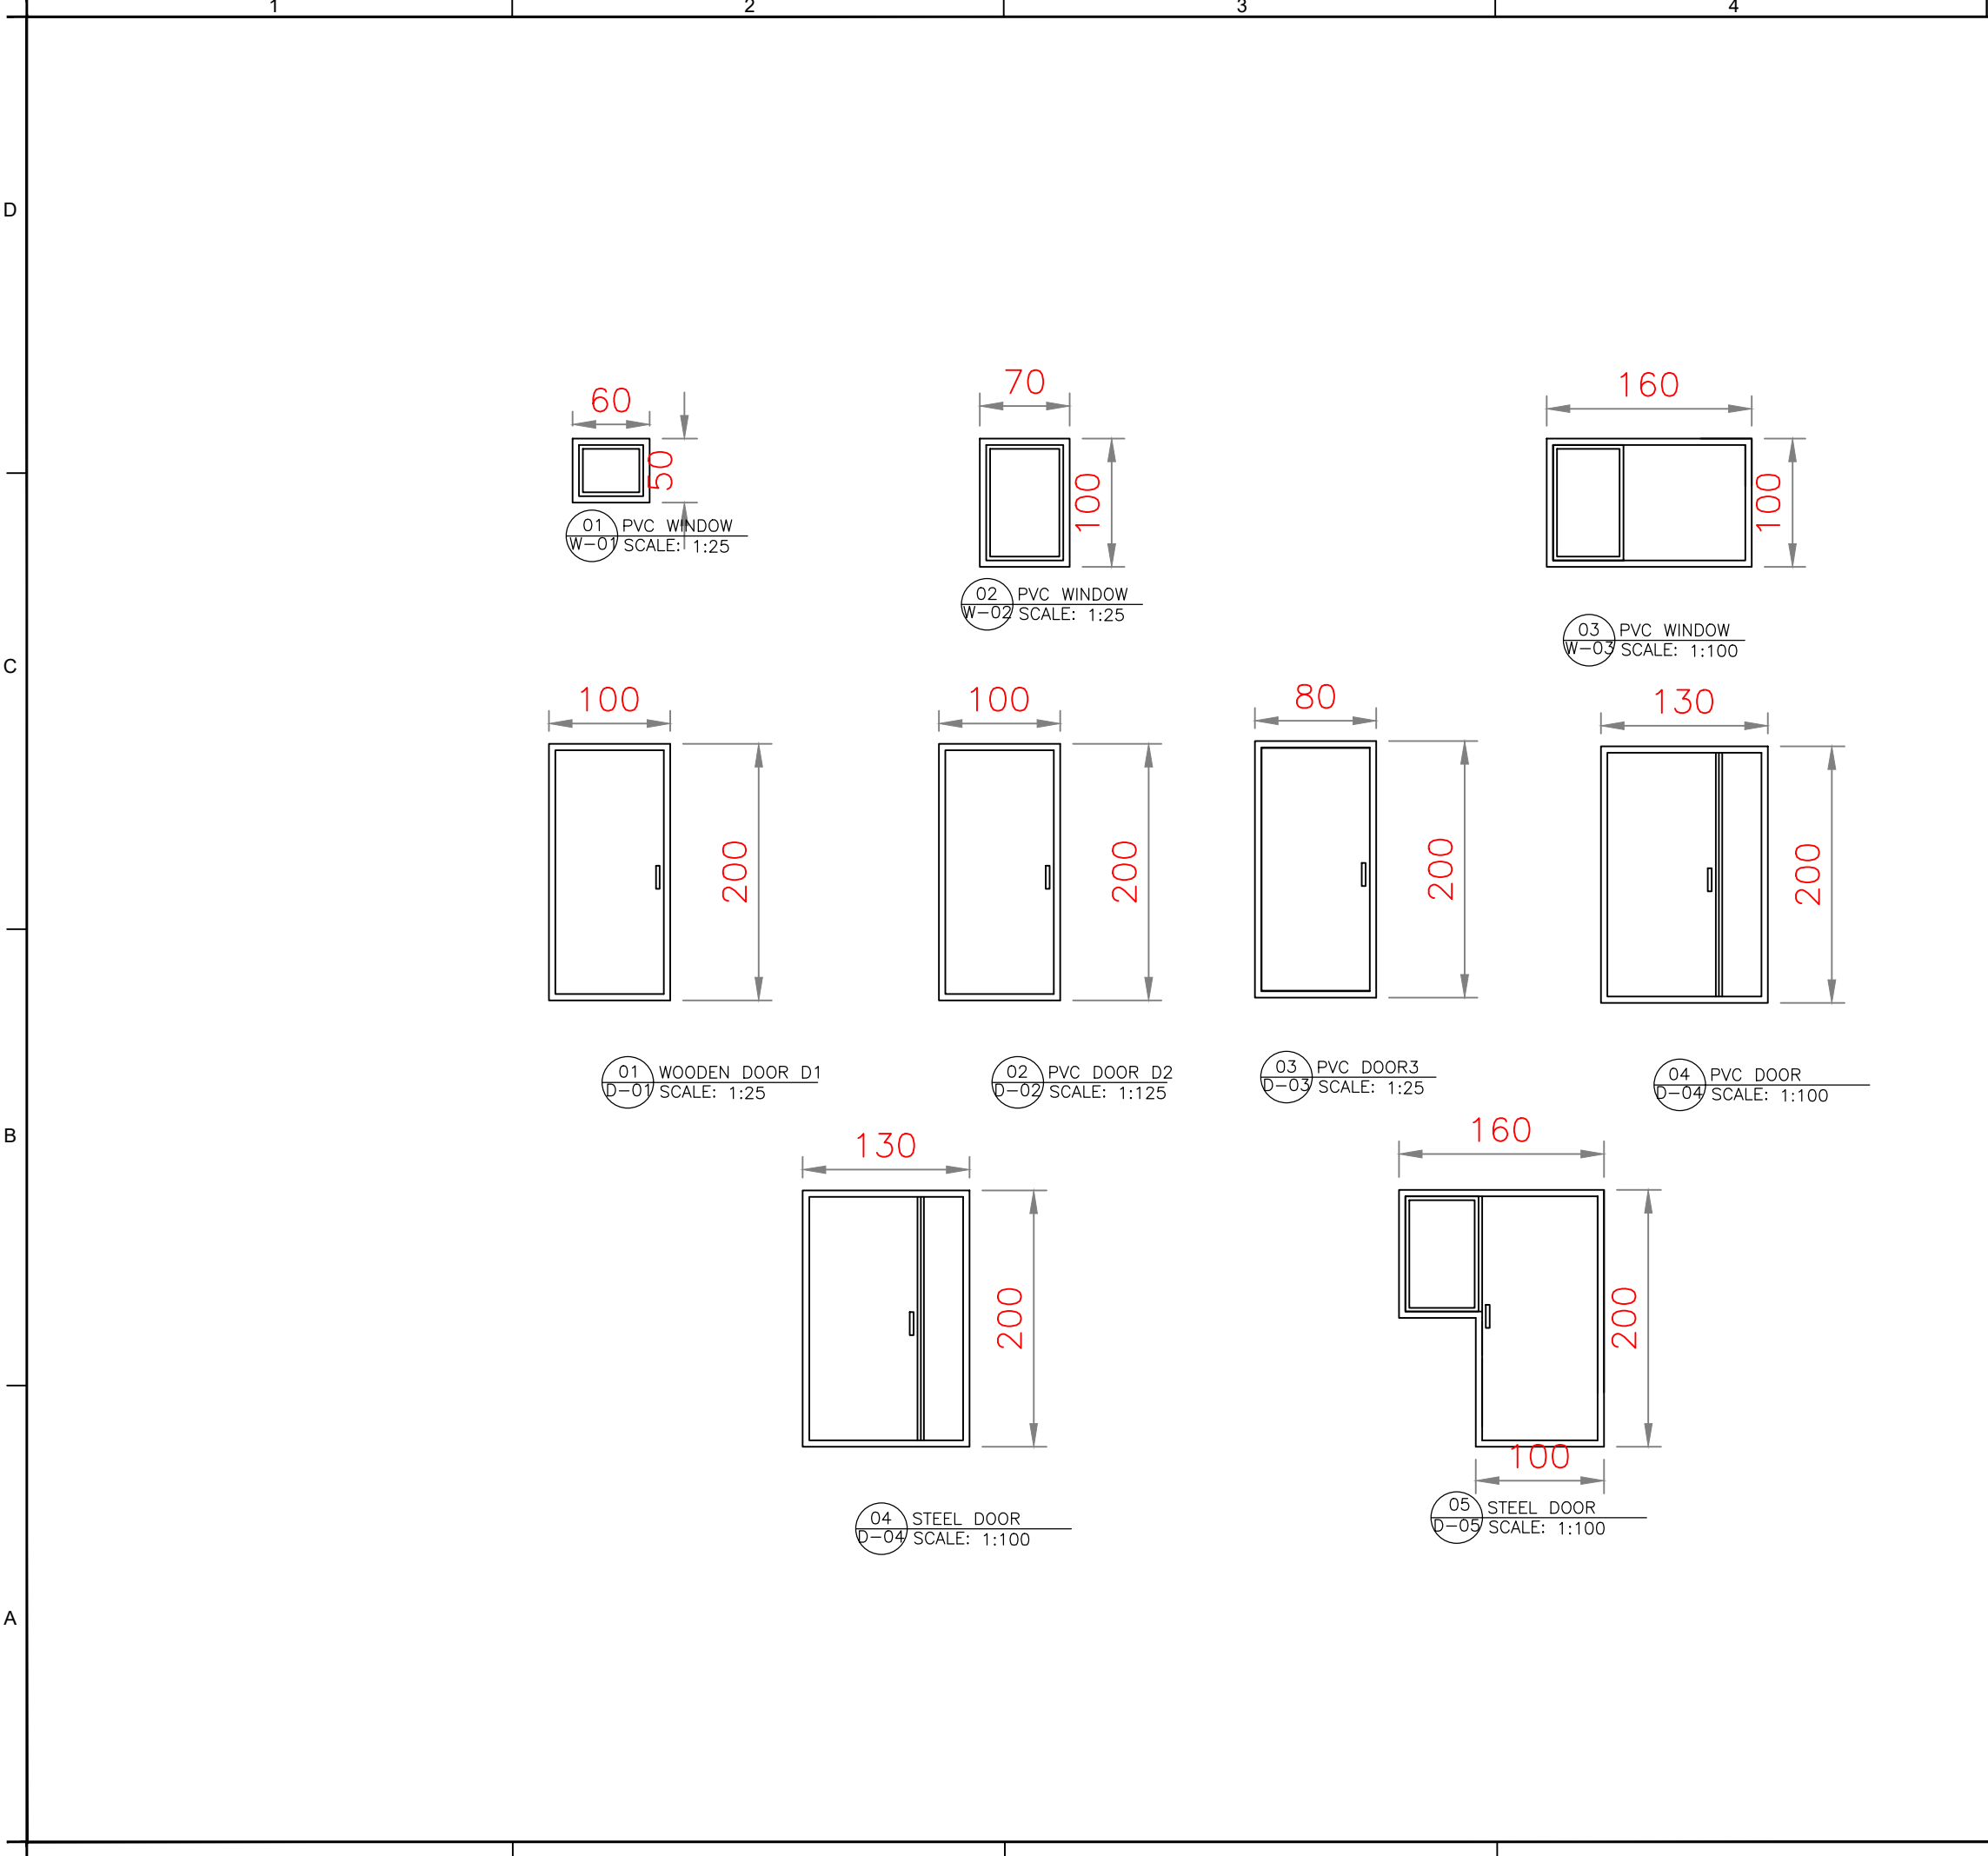 1
2
3
4
D
C
B
A
60
50
01 PVC WINDOW
W-01 SCALE: 1:25
70
100
02 PVC WINDOW
W-02 SCALE: 1:25
160
100
03 PVC WINDOW
W-03 SCALE: 1:100
100
200
01 WOODEN DOOR D1
D-01 SCALE: 1:25
100
200
02 PVC DOOR D2
D-02 SCALE: 1:125
80
200
03 PVC DOOR3
D-03 SCALE: 1:25
130
200
04 PVC DOOR
D-04 SCALE: 1:100
130
200
04 STEEL DOOR
D-04 SCALE: 1:100
160
200
100
05 STEEL DOOR
D-05 SCALE: 1:100